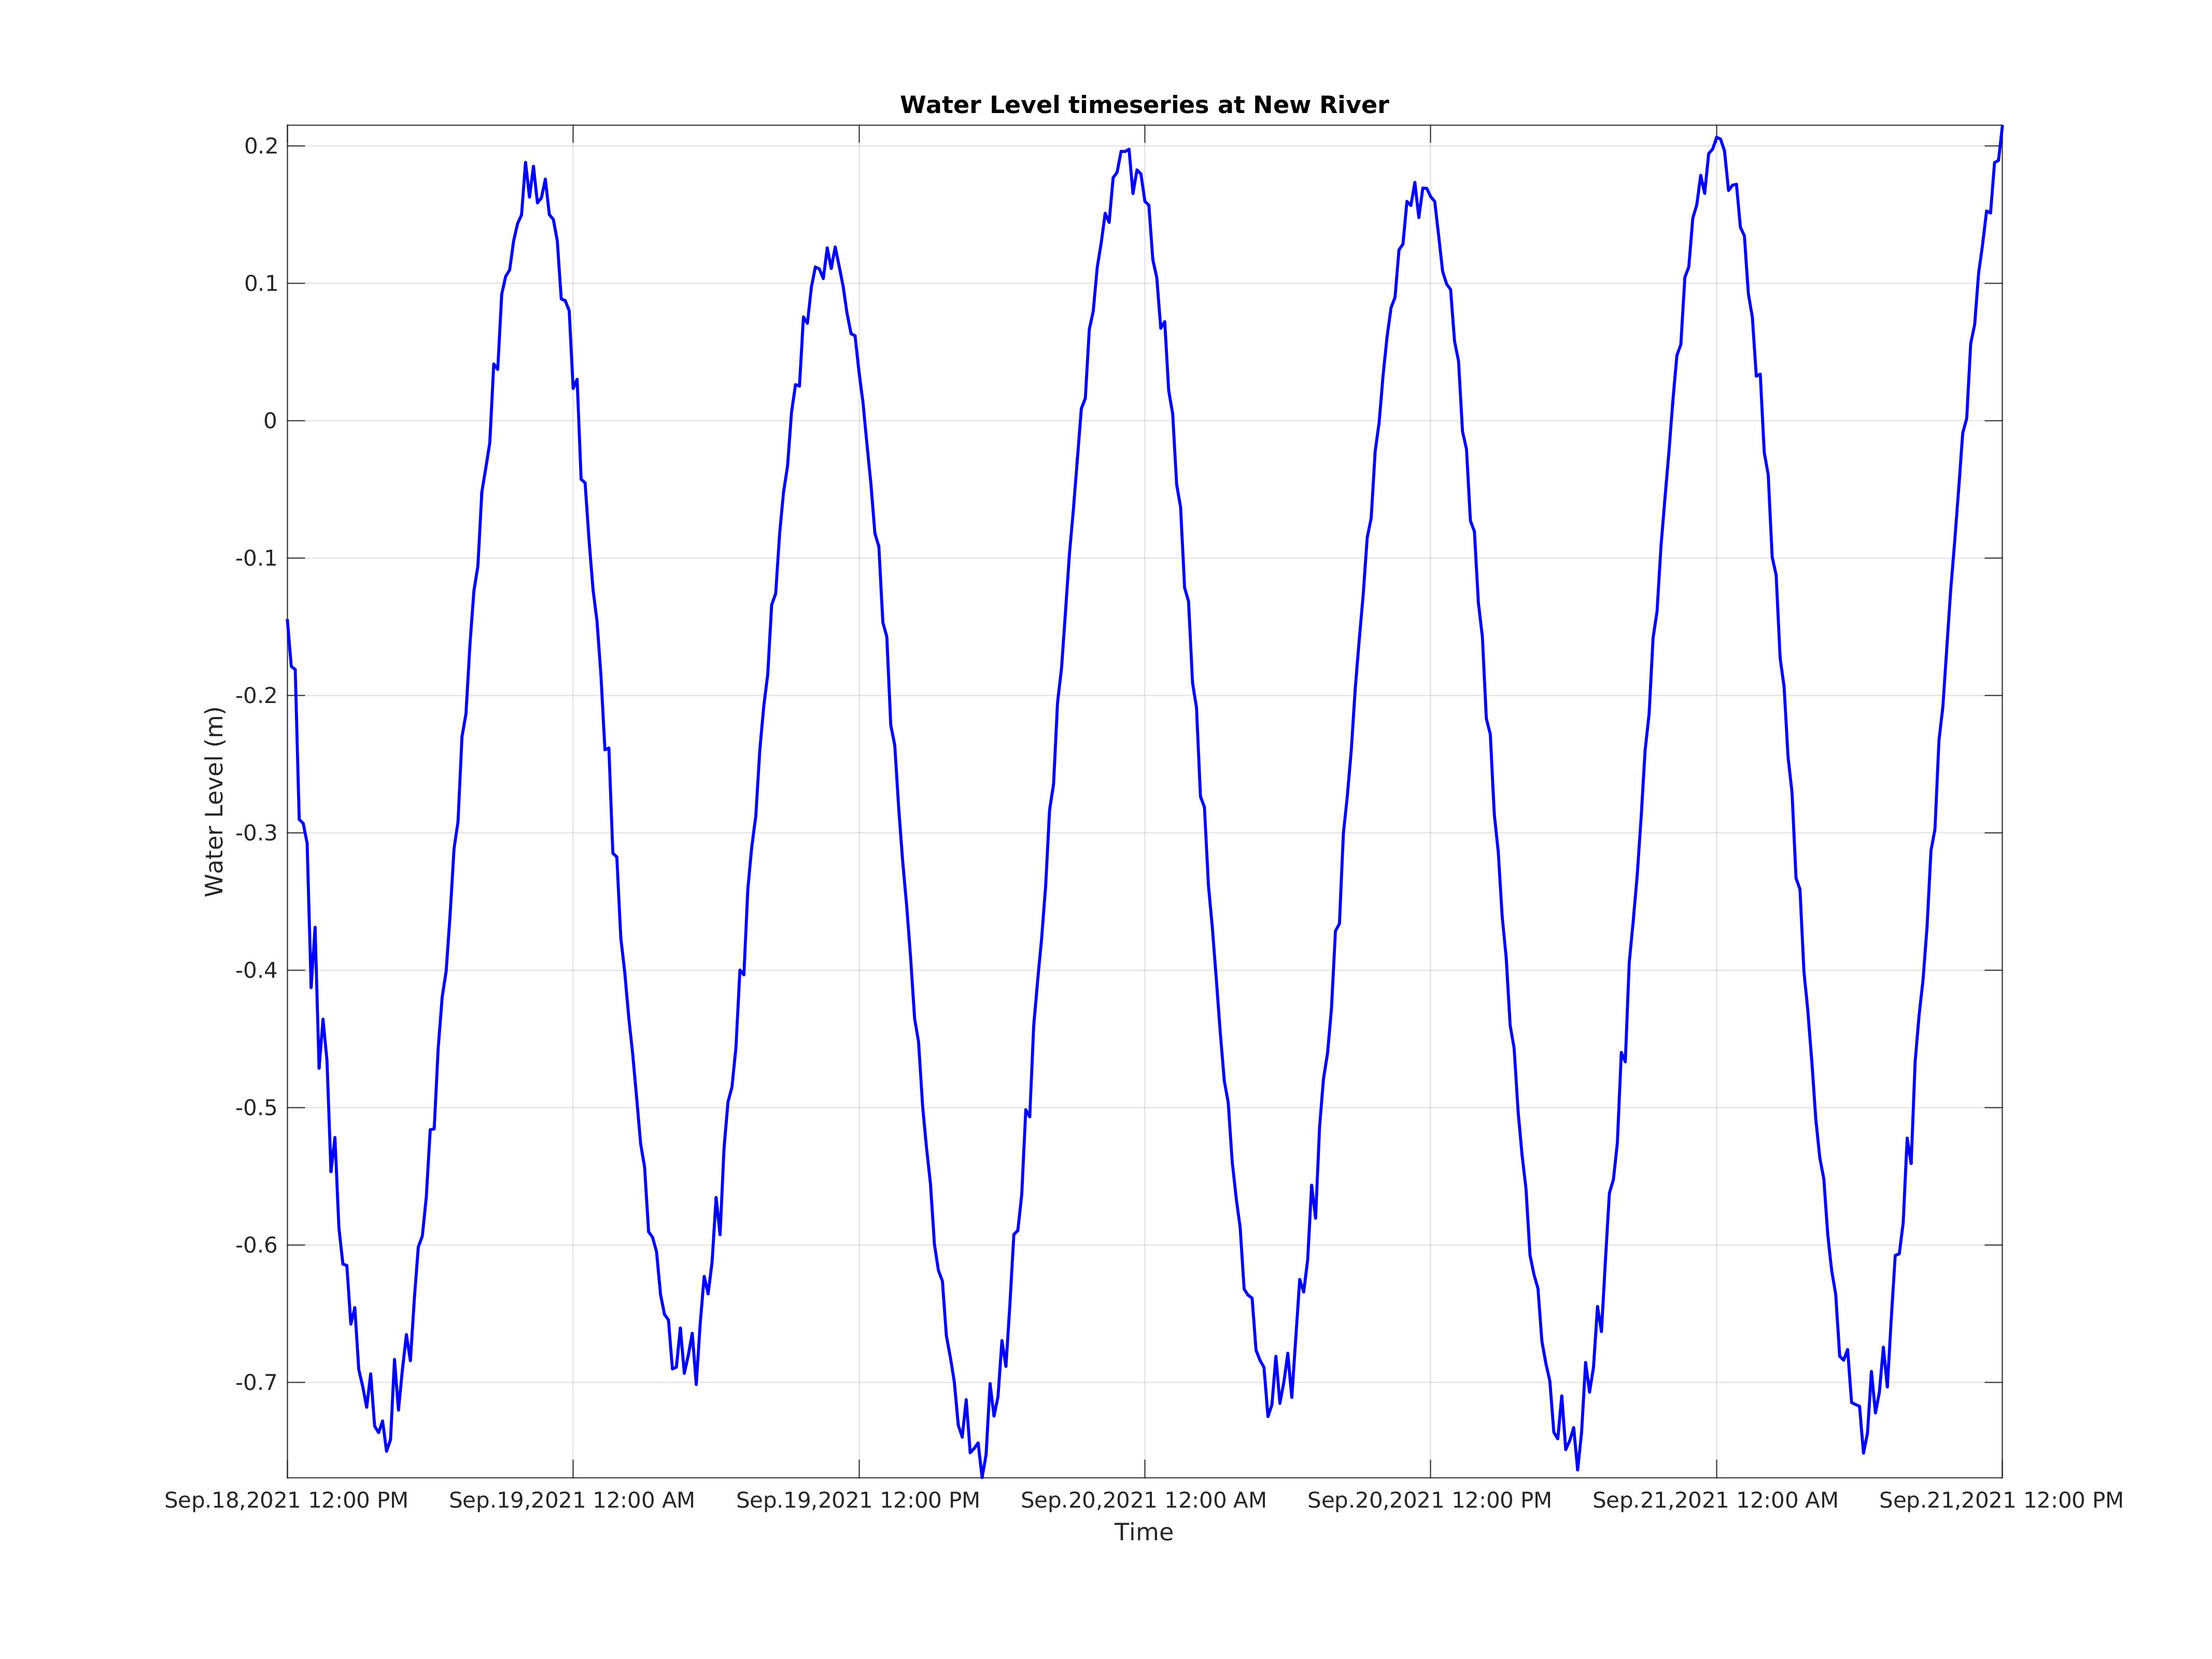 Water Level timeseries at New River
0.2
0.1
0
-0.1
-0.2
-0.3
-0.4
-0.5
-0.6
-0.7
Water Level (m)
Sep.18,2021 12:00 PM Sep.19,2021 12:00 AM Sep.19,2021 12:00 PM Sep.20,2021 12:00 AM Sep.20,2021 12:00 PM Sep.21,2021 12:00 AM Sep.21,2021 12:00 PM
Time